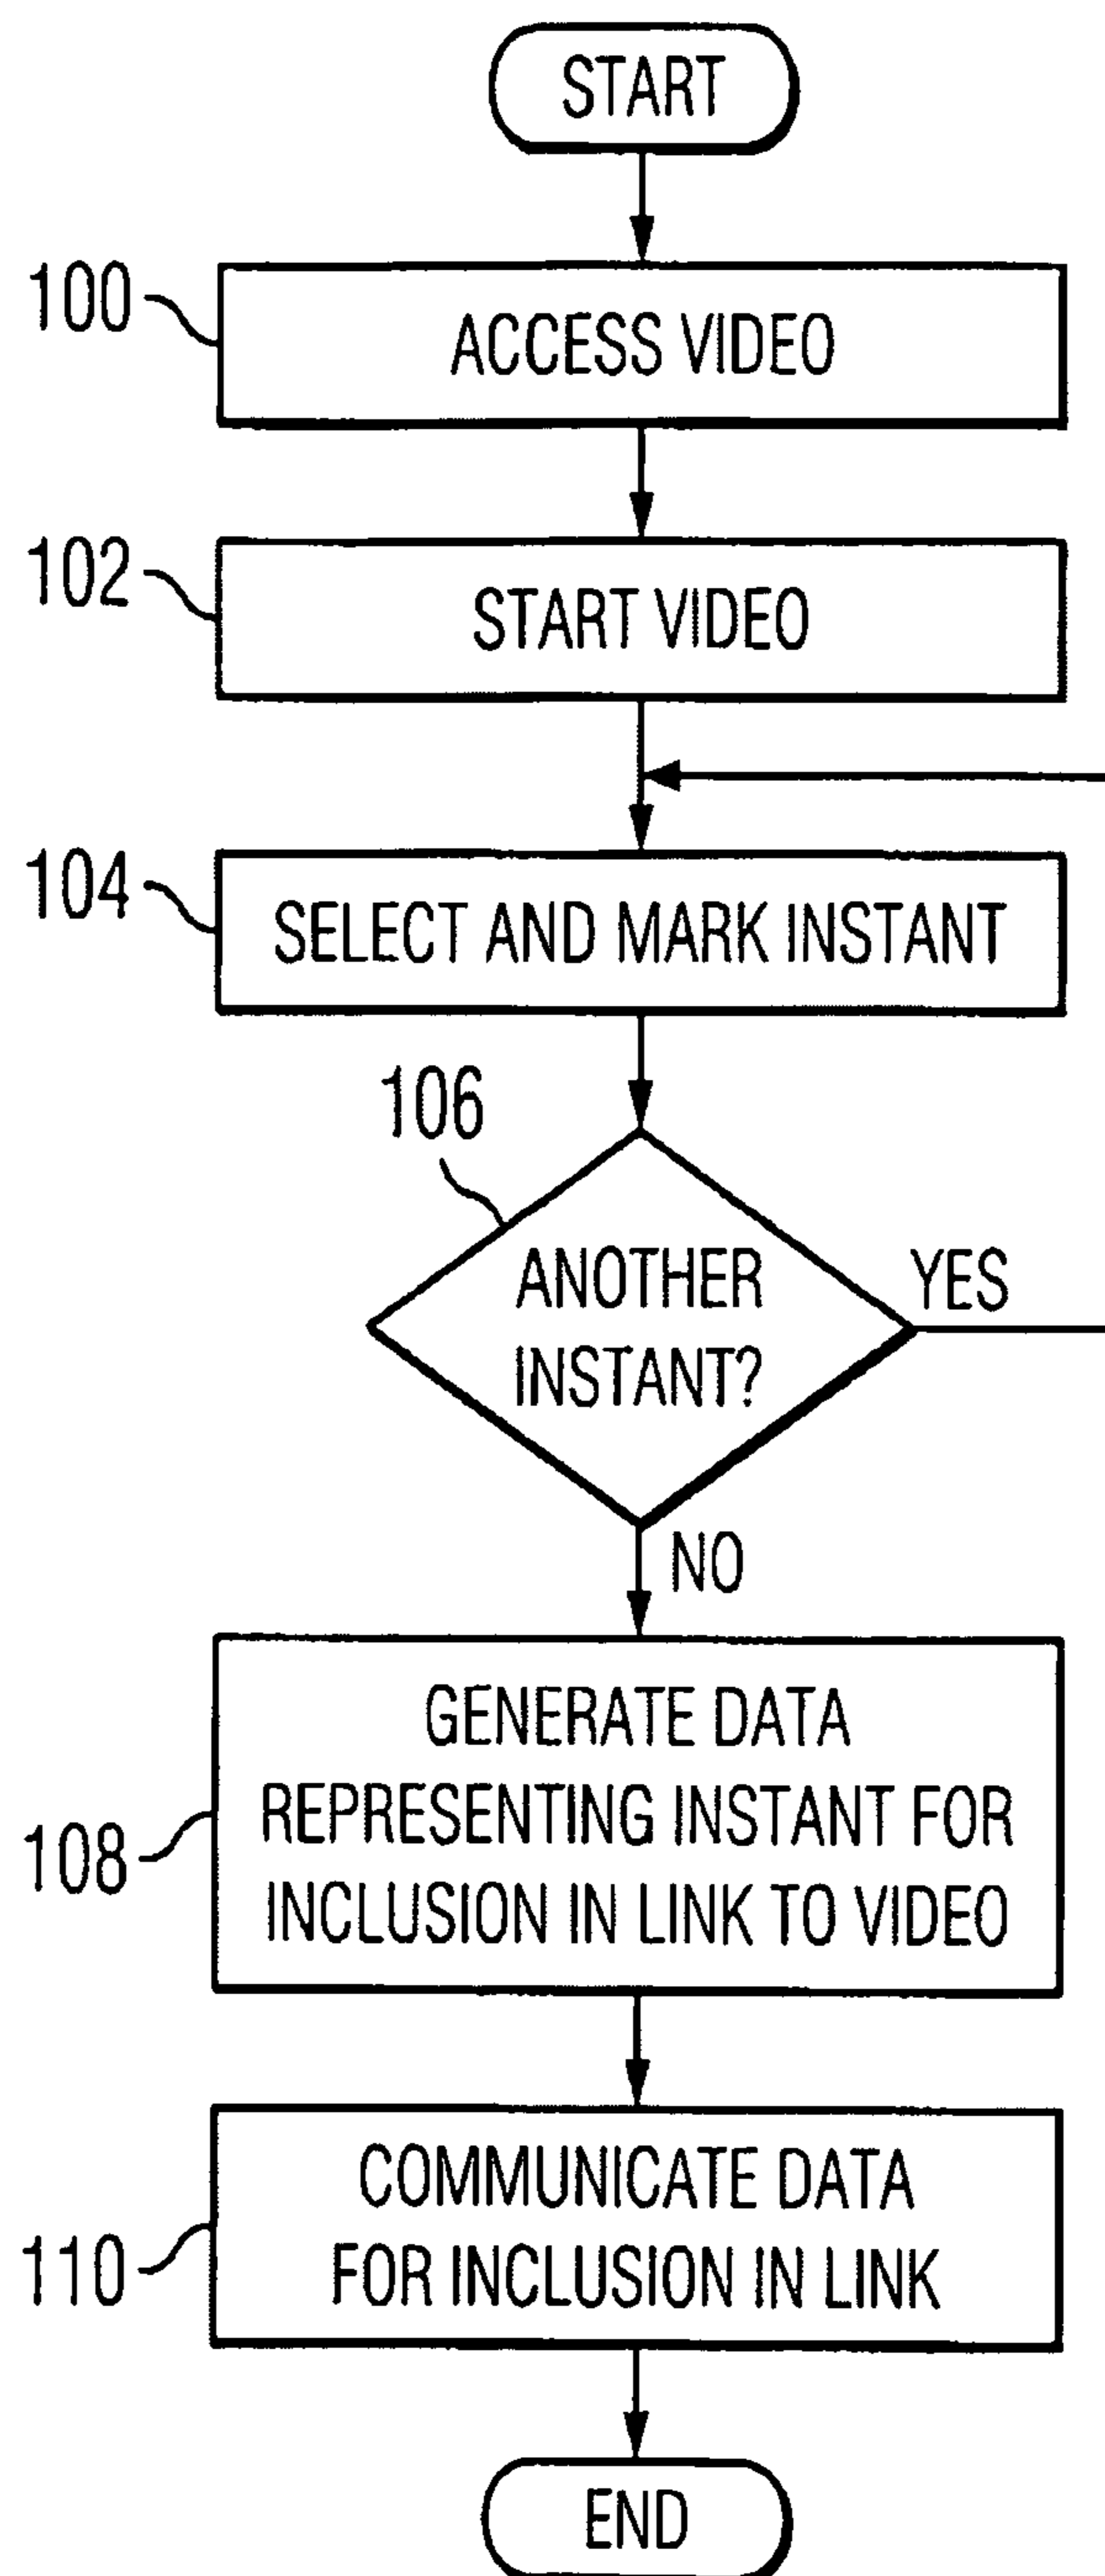 START
100
ACCESS VIDEO
102
START VIDEO
104
SELECT AND MARK INSTANT
106
ANOTHER
INSTANT?
YES
NO
108
GENERATE DATA
REPRESENTING INSTANT FOR
INCLUSION IN LINK TO VIDEO
110
COMMUNICATE DATA
FOR INCLUSION IN LINK
END